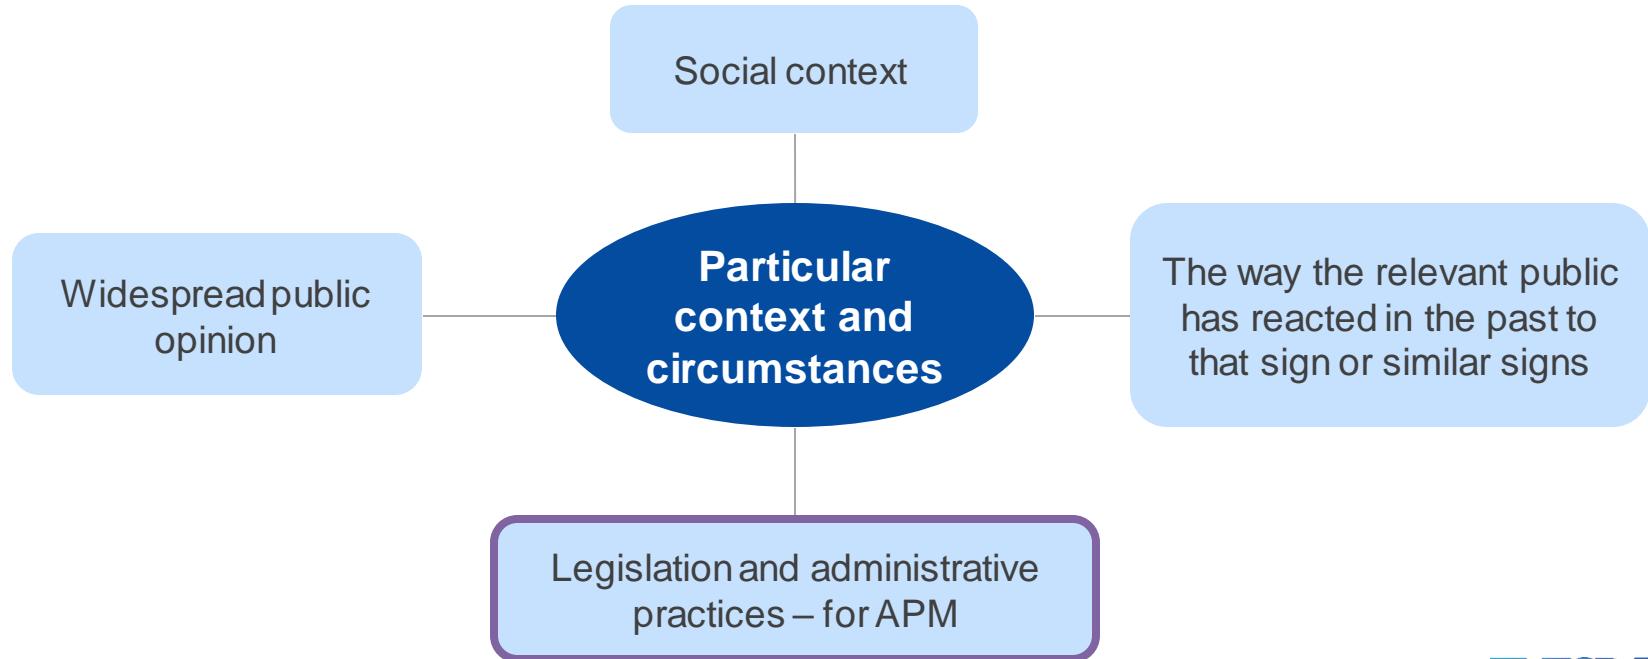 Social context
Widespread public
opinion
Particular
context and
circumstances
The way the relevant public
has reacted in the past to
that sign or similar signs
Legislation and administrative
practices – for APM